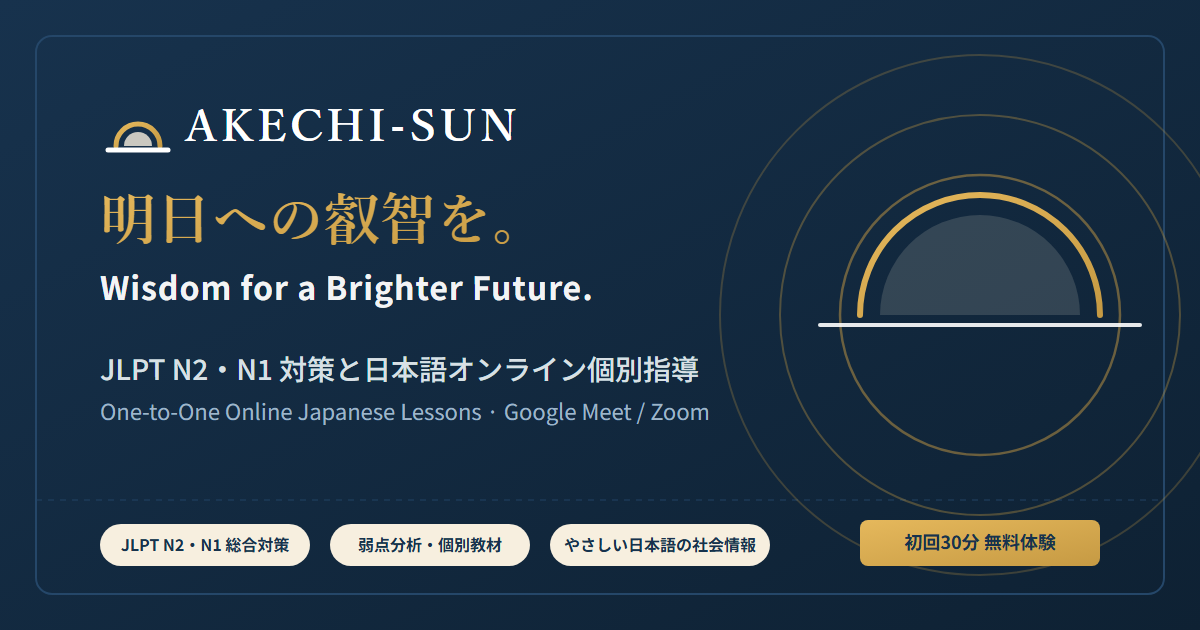 AKECHI-SUN
明日への叡智を。
Wisdom for a Brighter Future.
JLPT N2・N1 対策と日本語オンライン個別指導
One-to-One Online Japanese Lessons · Google Meet / Zoom
JLPT N2・N1 総合対策
弱点分析・個別教材
やさしい日本語の社会情報
初回30分 無料体験